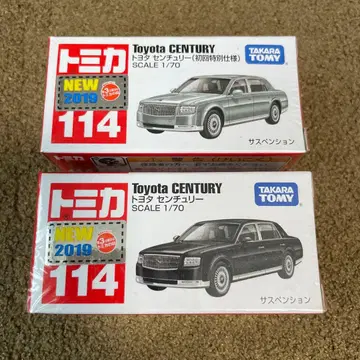 トミカ
Toyota CENTURY
トヨタ センチュリー(初回特別仕様)
SCALE 1/70
TAKARA
TOMY
NEW
2019
114
サスペンション
トミカ
Toyota CENTURY
トヨタ センチュリー
SCALE 1/70
TAKARA
TOMY
NEW
2019
114
サスペンション